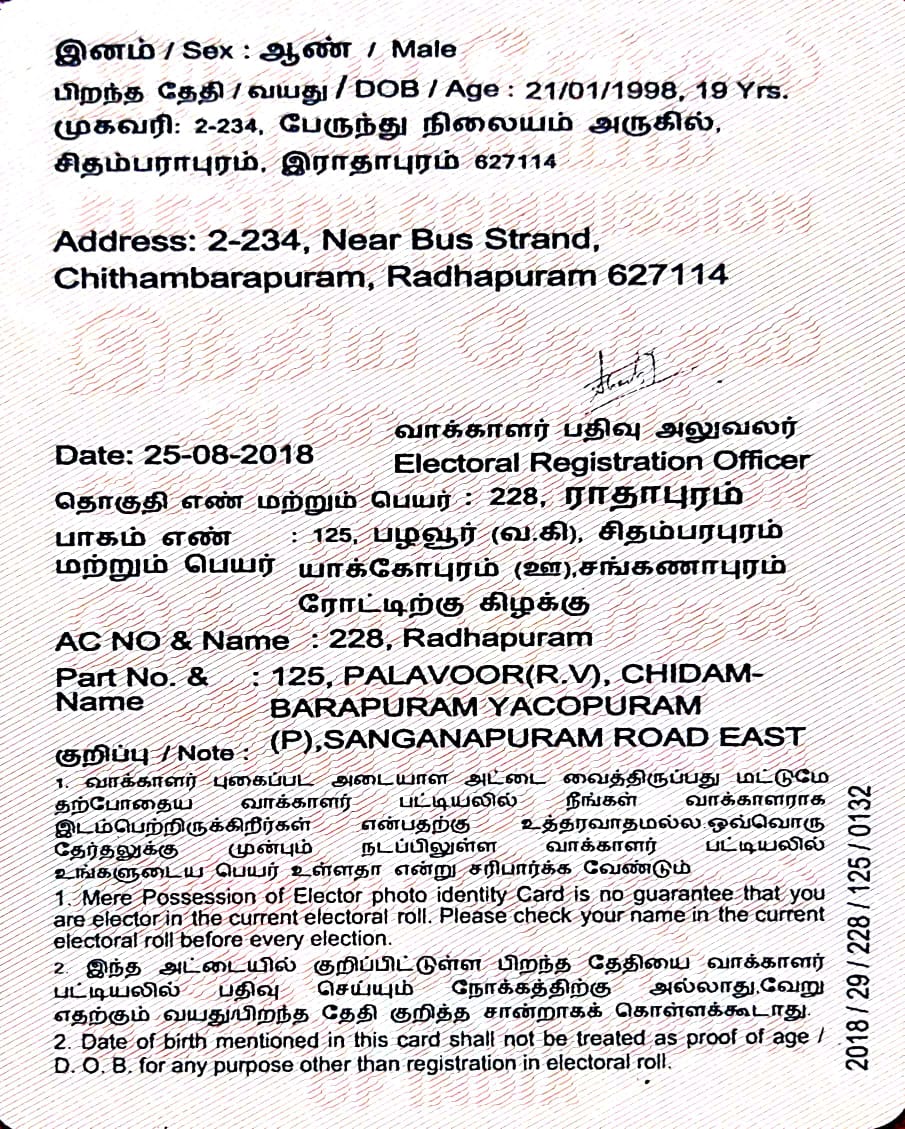 இனம் / Sex : ஆண் / Male
பிறந்த தேதி / வயது / DOB / Age : 21/01/1998, 19 Yrs.
முகவரி: 2-234, பேருந்து நிலையம் அருகில்,
சிதம்பராபுரம், இராதாபுரம் 627114
Address: 2-234, Near Bus Strand,
Chithambarapuram, Radhapuram 627114
வாக்காளர் பதிவு அலுவலர்
Date: 25-08-2018 Electoral Registration Officer
தொகுதி எண் மற்றும் பெயர் : 228, ராதாபுரம்
பாகம் எண் : 125, பழவூர் (வ.கி), சிதம்பரபுரம்
மற்றும் பெயர் யாக்கோபுரம் (ஊ),சங்கணாபுரம்
ரோட்டிற்கு கிழக்கு
AC NO & Name : 228, Radhapuram
Part No. & : 125, PALAVOOR(R.V), CHIDAM-
Name BARAPURAM YACOPURAM
(P),SANGANAPURAM ROAD EAST
குறிப்பு / Note :
1. வாக்காளர் புகைப்பட அடையாள அட்டை வைத்திருப்பது மட்டுமே
தற்போதைய வாக்காளர் பட்டியலில் நீங்கள் வாக்காளராக
இடம்பெற்றிருக்கிறீர்கள் என்பதற்கு உத்தரவாதமல்ல.ஒவ்வொரு
தேர்தலுக்கு முன்பும் நடப்பிலுள்ள வாக்காளர் பட்டியலில்
உங்களுடைய பெயர் உள்ளதா என்று சரிபார்க்க வேண்டும்
1. Mere Possession of Elector photo identity Card is no guarantee that you
are elector in the current electoral roll. Please check your name in the current
electoral roll before every election.
2. இந்த அட்டையில் குறிப்பிட்டுள்ள பிறந்த தேதியை வாக்காளர்
பட்டியலில் பதிவு செய்யும் நோக்கத்திற்கு அல்லாது,வேறு
எதற்கும் வயது/பிறந்த தேதி குறித்த சான்றாகக் கொள்ளக்கூடாது.
2. Date of birth mentioned in this card shall not be treated as proof of age /
D. O. B. for any purpose other than registration in electoral roll.
2018 / 29 / 228 / 125 / 0132